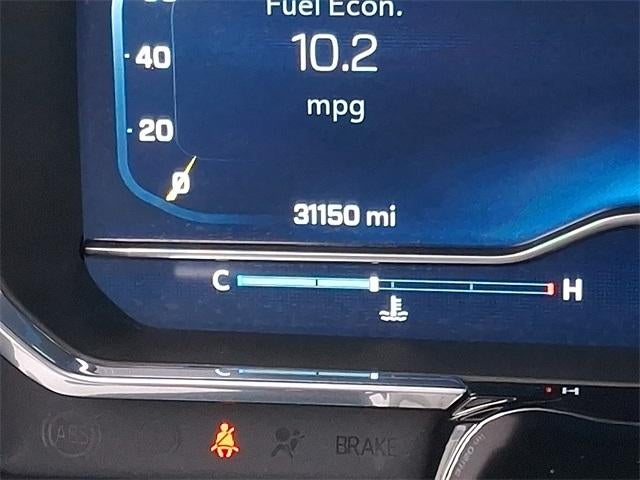 Fuel Econ.
10.2
mpg
40
20
0
31150 mi
C H
ABS BRAKE